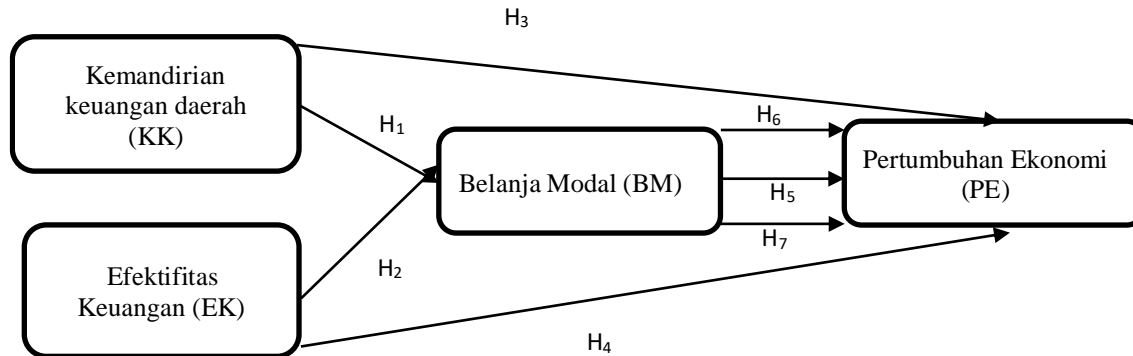 H3
Kemandirian
keuangan daerah
(KK)
H1
H6
Belanja Modal (BM)
Pertumbuhan Ekonomi
(PE)
H5
H7
Efektifitas
Keuangan (EK)
H2
H4